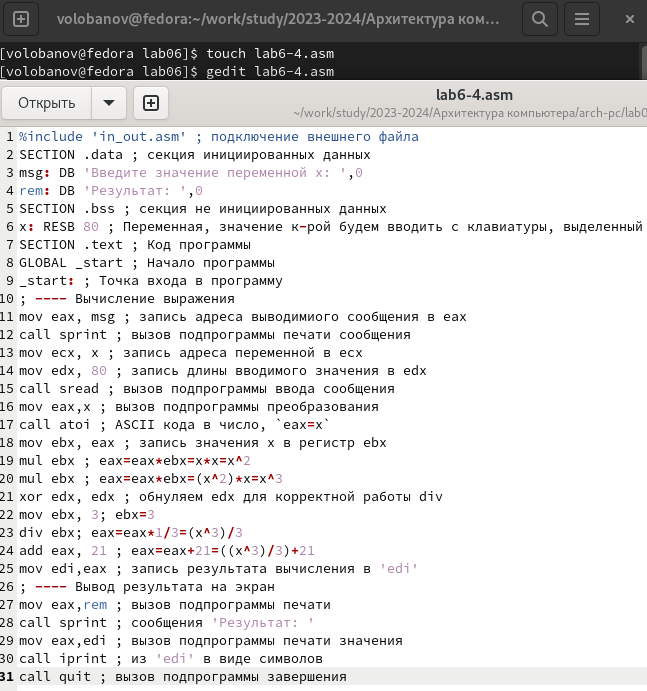 volobanov@fedora:~/work/study/2023-2024/Архитектура ком...
[volobanov@fedora lab06]$ touch lab6-4.asm
[volobanov@fedora lab06]$ gedit lab6-4.asm
Открыть
lab6-4.asm
~/work/study/2023-2024/Архитектура компьютера/arch-pc/lab0
1 %include 'in_out.asm' ; подключение внешнего файла
2 SECTION .data ; секция инициированных данных
3 msg: DB 'Введите значение переменной x: ',0
4 rem: DB 'Результат: ',0
5 SECTION .bss ; секция не инициированных данных
6 x: RESB 80 ; Переменная, значение к-рой будем вводить с клавиатуры, выделенный
7 SECTION .text ; Код программы
8 GLOBAL _start ; Начало программы
9 _start: ; Точка входа в программу
10 ; ---- Вычисление выражения
11 mov eax, msg ; запись адреса выводимиого сообщения в eax
12 call sprint ; вызов подпрограммы печати сообщения
13 mov ecx, x ; запись адреса переменной в ecx
14 mov edx, 80 ; запись длины вводимого значения в edx
15 call sread ; вызов подпрограммы ввода сообщения
16 mov eax,x ; вызов подпрограммы преобразования
17 call atoi ; ASCII кода в число, `eax=x`
18 mov ebx, eax ; запись значения x в регистр ebx
19 mul ebx ; eax=eax*ebx=x*x=x^2
20 mul ebx ; eax=eax*ebx=(x^2)*x=x^3
21 xor edx, edx ; обнуляем edx для корректной работы div
22 mov ebx, 3; ebx=3
23 div ebx; eax=eax*1/3=(x^3)/3
24 add eax, 21 ; eax=eax+21=((x^3)/3)+21
25 mov edi,eax ; запись результата вычисления в 'edi'
26 ; ---- Вывод результата на экран
27 mov eax,rem ; вызов подпрограммы печати
28 call sprint ; сообщения 'Результат: '
29 mov eax,edi ; вызов подпрограммы печати значения
30 call iprint ; из 'edi' в виде символов
31 call quit ; вызов подпрограммы завершения